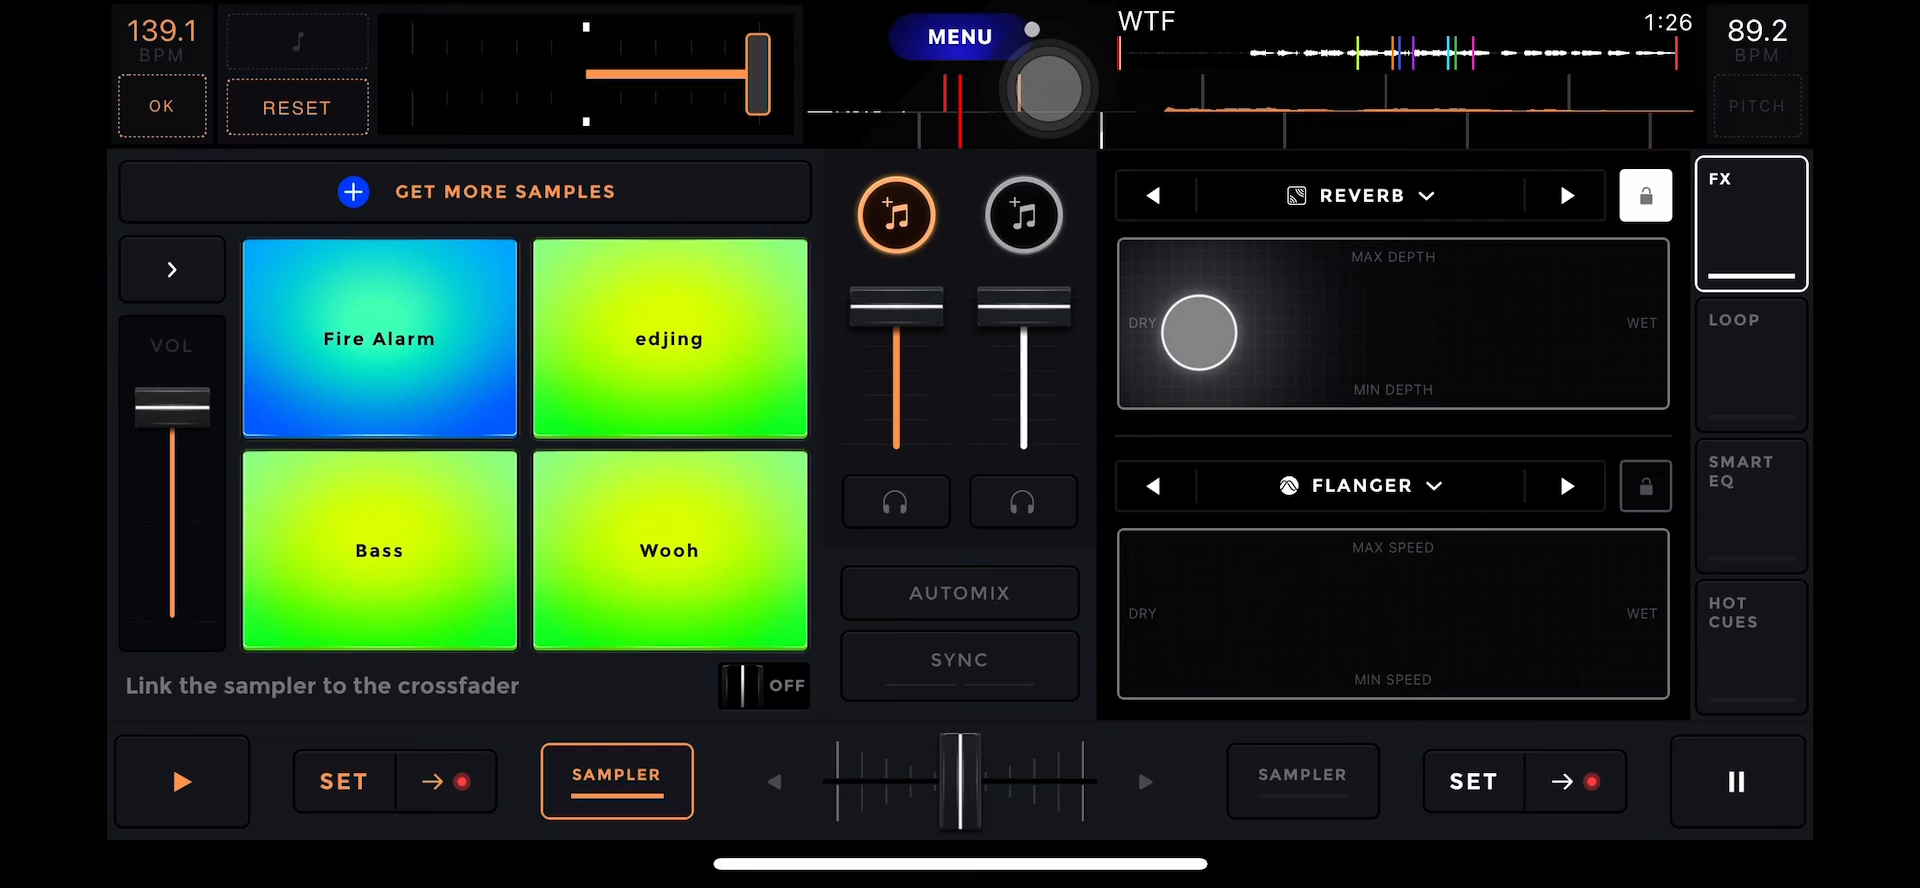 139.1
BPM
OK
RESET
MENU
WTF
1:26
89.2
BPM
PITCH
GET MORE SAMPLES
VOL
Fire Alarm
edjing
Bass
Wooh
Link the sampler to the crossfader
OFF
AUTOMIX
SYNC
REVERB
MAX DEPTH
DRY
WET
MIN DEPTH
FLANGER
MAX SPEED
DRY
WET
MIN SPEED
FX
LOOP
SMART
EQ
HOT
CUES
SET
SAMPLER
SAMPLER
SET